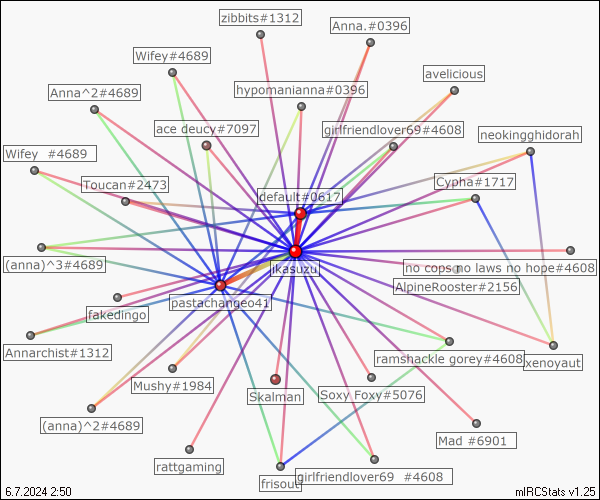 zibbits#1312
Anna.#0396
Wifey#4689
avelicious
Anna^2#4689
hypomanianna#0396
ace deucy#7097
girlfriendlover69#4608
neokingghidorah
Wifey  #4689
Toucan#2473
Cypha#1717
default#0617
(anna)^3#4689
ikasuzu
no cops no laws no hope#4608
AlpineRooster#2156
pastachangeo41
fakedingo
Annarchist#1312
ramshackle gorey#4608
xenoyaut
Mushy#1984
Skalman
Soxy Foxy#5076
(anna)^2#4689
Mad #6901
rattgaming
frisout
girlfriendlover69  #4608
6.7.2024 2:50
mIRCStats v1.25